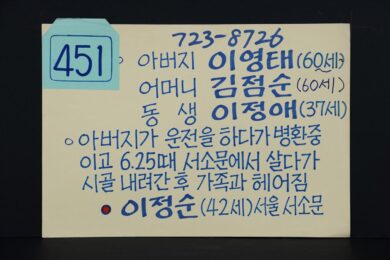 451
723-8726
○ 아버지 이영태(60세)
어머니 김점순(60세)
동생 이정애(37세)
○ 아버지가 운전을 하다가 병환중
이고 6.25때 서소문에서 살다가
시골 내려간 후 가족과 헤어짐
● 이정순(42세)서울 서소문